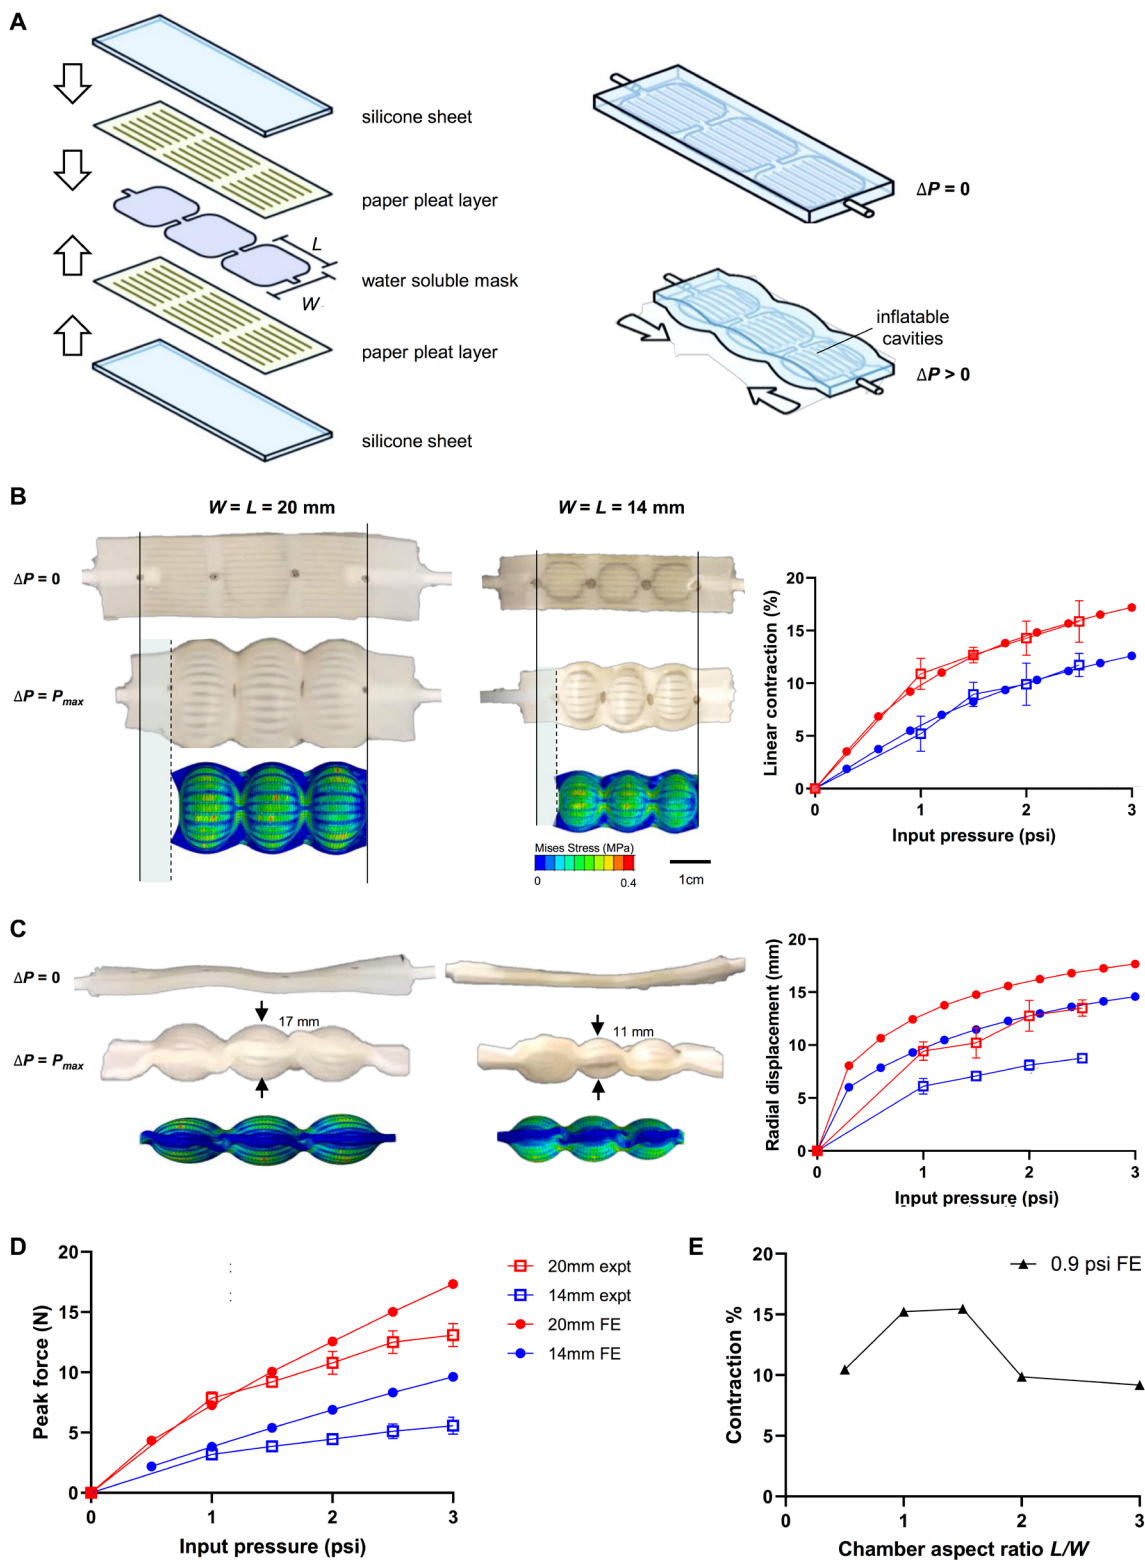 A
silicone sheet
paper pleat layer
L
water soluble mask
W
paper pleat layer
silicone sheet
ΔP = 0
inflatable
cavities
ΔP > 0
B
W = L = 20 mm
W = L = 14 mm
ΔP = 0
ΔP = Pmax
Mises Stress (MPa)
0
0.4
1cm
Linear contraction (%)
20
15
10
5
0
0
1
2
3
Input pressure (psi)
C
ΔP = 0
17 mm
11 mm
ΔP = Pmax
Radial displacement (mm)
20
15
10
5
0
0
1
2
3
Input pressure (psi)
D
Peak force (N)
20
15
10
5
0
0
1
2
3
Input pressure (psi)
20mm expt
14mm expt
20mm FE
14mm FE
E
Contraction %
20
15
10
5
0
0
1
2
3
Chamber aspect ratio L/W
0.9 psi FE